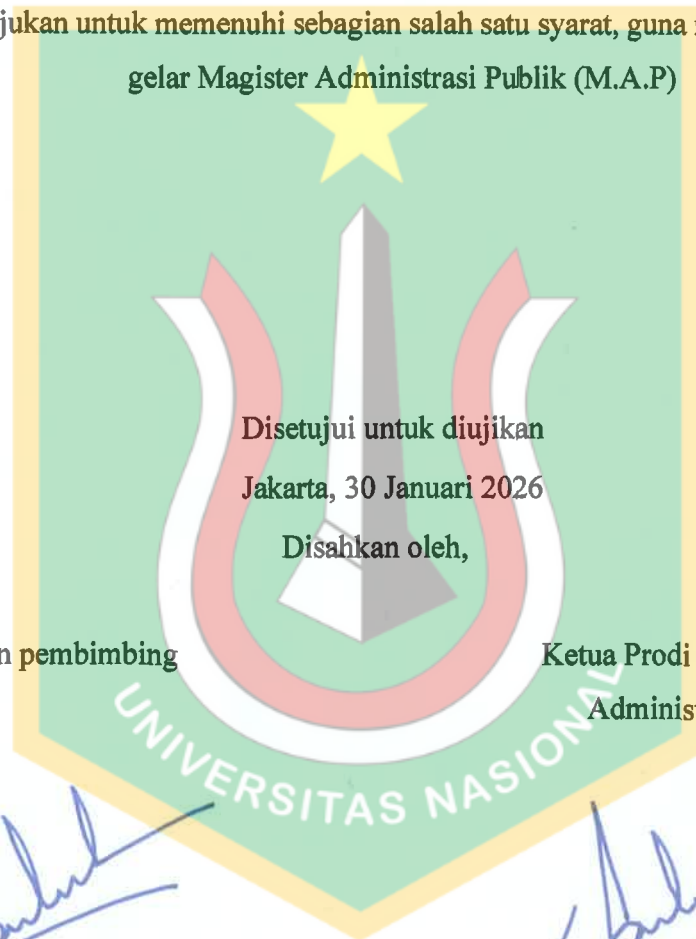 jukan untuk memenuhi sebagian salah satu syarat, guna
gelar Magister Administrasi Publik (M.A.P)
Disetujui untuk diujikan
Jakarta, 30 Januari 2026
Disahkan oleh,
n pembimbing
Ketua Prodi
Adminis
UNIVERSITAS NASIONAL